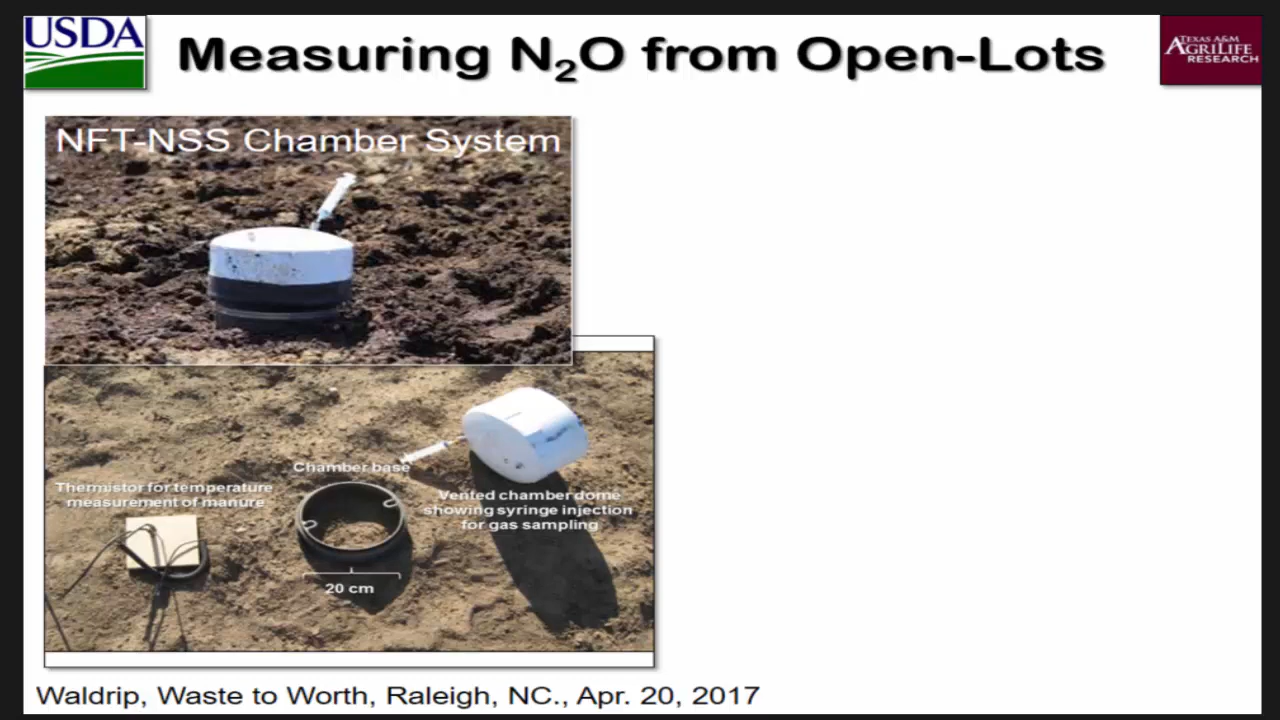 USDA
Measuring N₂O from Open-Lots
TEXAS A&M
AGRILIFE
RESEARCH
NFT-NSS Chamber System
Chamber base
Thermistor for temperature
measurement of manure
Vented chamber dome
showing syringe injection
for gas sampling
20 cm
Waldrip, Waste to Worth, Raleigh, NC., Apr. 20, 2017